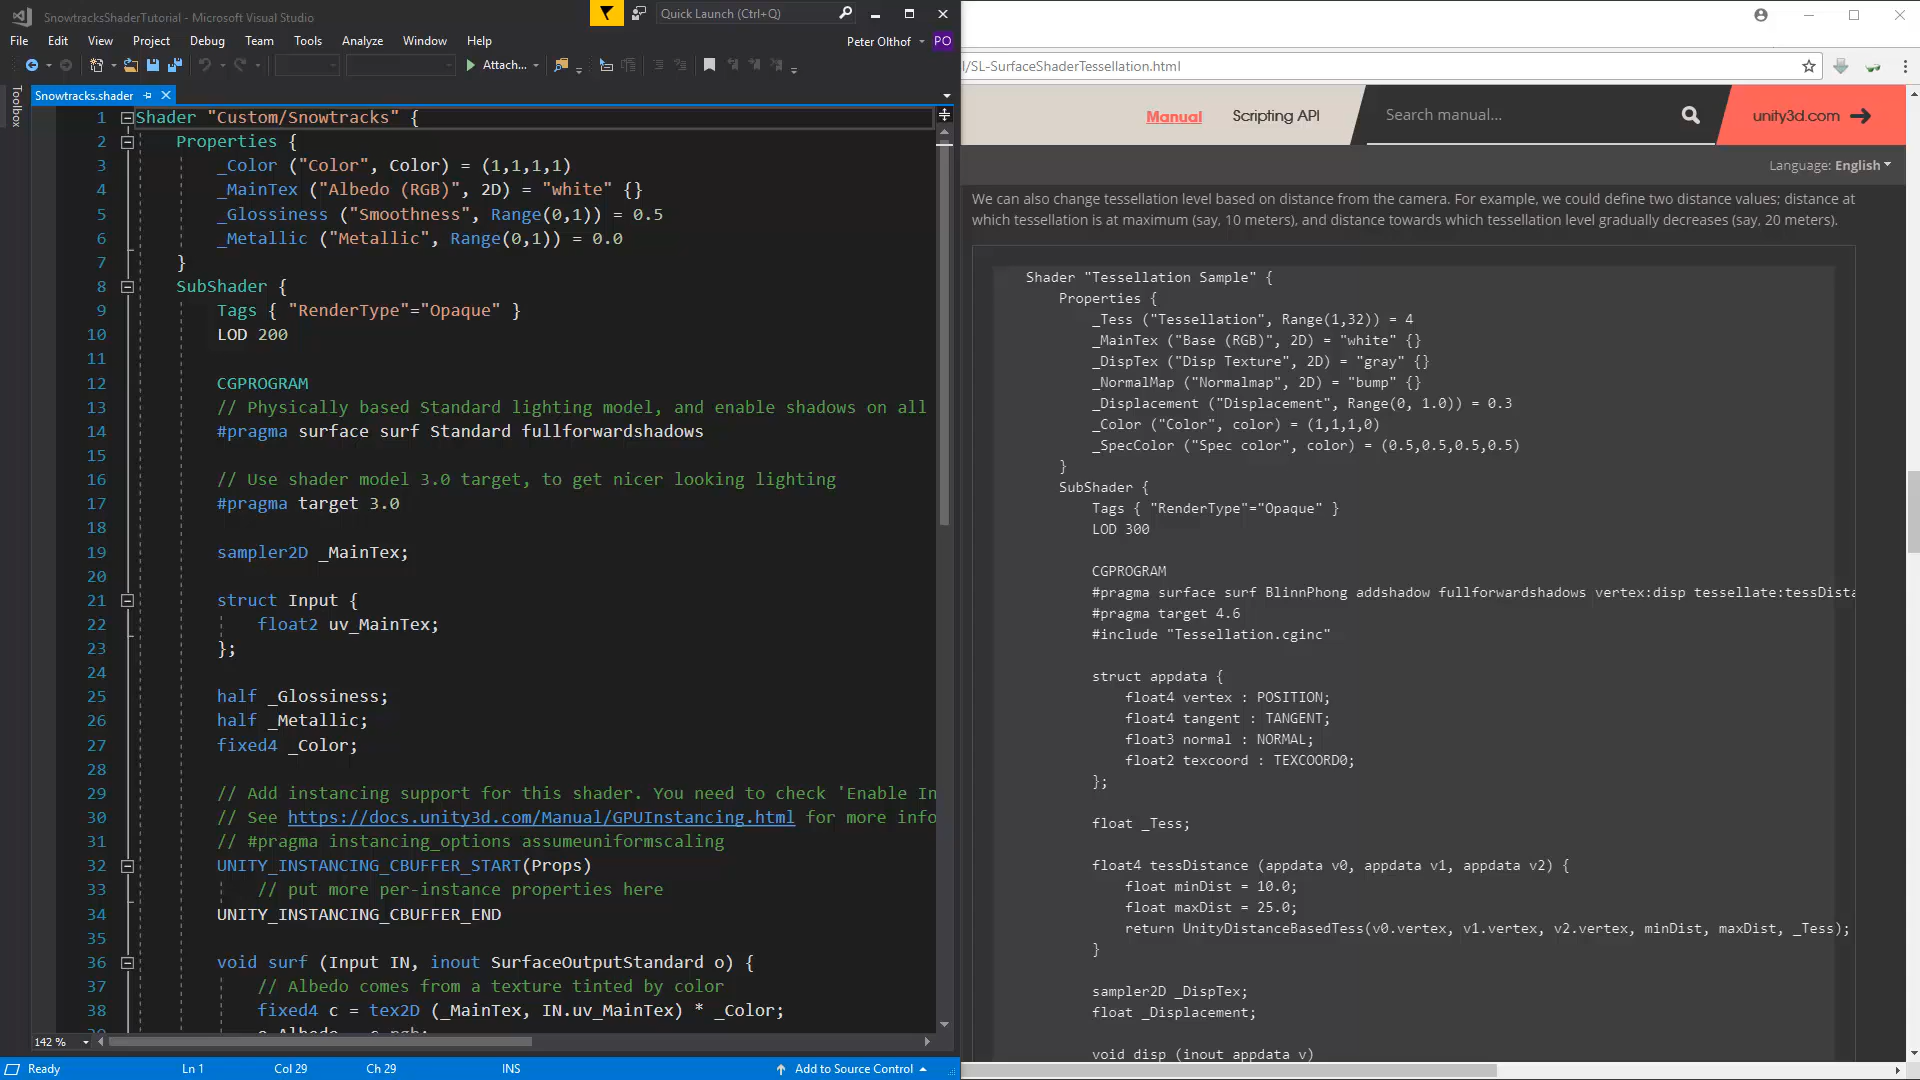 SnowtracksShaderTutorial - Microsoft Visual Studio
Quick Launch (Ctrl+Q)
File Edit View Project Debug Team Tools Analyze Window Help
Peter Olthof PO
Attach...
Toolbox
Snowtracks.shader
1 Shader "Custom/Snowtracks" {
2 Properties {
3 _Color ("Color", Color) = (1,1,1,1)
4 _MainTex ("Albedo (RGB)", 2D) = "white" {}
5 _Glossiness ("Smoothness", Range(0,1)) = 0.5
6 _Metallic ("Metallic", Range(0,1)) = 0.0
7 }
8 SubShader {
9 Tags { "RenderType"="Opaque" }
10 LOD 200
11
12 CGPROGRAM
13 // Physically based Standard lighting model, and enable shadows on all
14 #pragma surface surf Standard fullforwardshadows
15
16 // Use shader model 3.0 target, to get nicer looking lighting
17 #pragma target 3.0
18
19 sampler2D _MainTex;
20
21 struct Input {
22 float2 uv_MainTex;
23 };
24
25 half _Glossiness;
26 half _Metallic;
27 fixed4 _Color;
28
29 // Add instancing support for this shader. You need to check 'Enable In
30 // See https://docs.unity3d.com/Manual/GPUInstancing.html for more info
31 // #pragma instancing_options assumeuniformscaling
32 UNITY_INSTANCING_CBUFFER_START(Props)
33 // put more per-instance properties here
34 UNITY_INSTANCING_CBUFFER_END
35
36 void surf (Input IN, inout SurfaceOutputStandard o) {
37 // Albedo comes from a texture tinted by color
38 fixed4 c = tex2D (_MainTex, IN.uv_MainTex) * _Color;
142 %
Ready Ln 1 Col 29 Ch 29 INS Add to Source Control
l/SL-SurfaceShaderTessellation.html
Manual Scripting API Search manual... unity3d.com
Language: English
We can also change tessellation level based on distance from the camera. For example, we could define two distance values; distance at
which tessellation is at maximum (say, 10 meters), and distance towards which tessellation level gradually decreases (say, 20 meters).
Shader "Tessellation Sample" {
Properties {
_Tess ("Tessellation", Range(1,32)) = 4
_MainTex ("Base (RGB)", 2D) = "white" {}
_DispTex ("Disp Texture", 2D) = "gray" {}
_NormalMap ("Normalmap", 2D) = "bump" {}
_Displacement ("Displacement", Range(0, 1.0)) = 0.3
_Color ("Color", color) = (1,1,1,0)
_SpecColor ("Spec color", color) = (0.5,0.5,0.5,0.5)
}
SubShader {
Tags { "RenderType"="Opaque" }
LOD 300
CGPROGRAM
#pragma surface surf BlinnPhong addshadow fullforwardshadows vertex:disp tessellate:tessDista
#pragma target 4.6
#include "Tessellation.cginc"
struct appdata {
float4 vertex : POSITION;
float4 tangent : TANGENT;
float3 normal : NORMAL;
float2 texcoord : TEXCOORD0;
};
float _Tess;
float4 tessDistance (appdata v0, appdata v1, appdata v2) {
float minDist = 10.0;
float maxDist = 25.0;
return UnityDistanceBasedTess(v0.vertex, v1.vertex, v2.vertex, minDist, maxDist, _Tess);
}
sampler2D _DispTex;
float _Displacement;
void disp (inout appdata v)